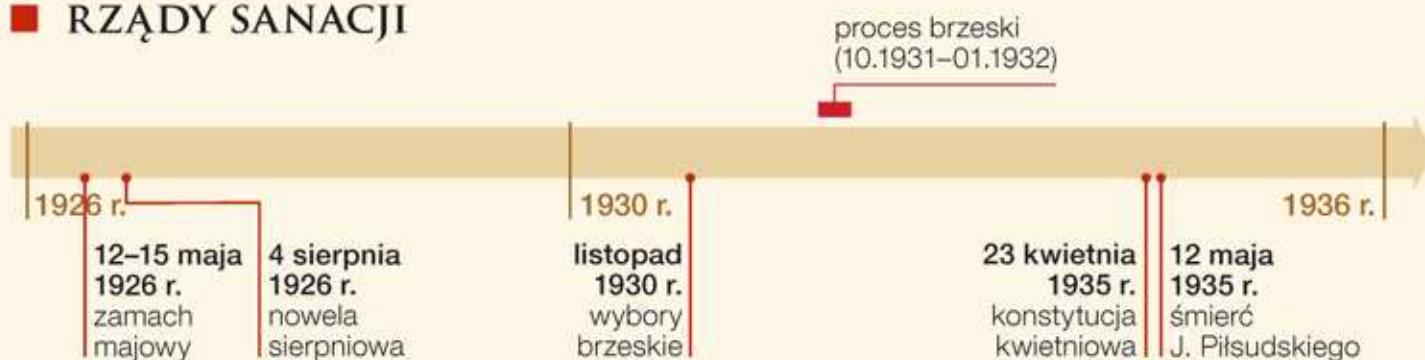 RZĄDY SANACJI
proces brzeski
(10.1931–01.1932)
1926 r.
1930 r.
1936 r.
12–15 maja
1926 r.
zamach
majowy
4 sierpnia
1926 r.
nowela
sierpniowa
listopad
1930 r.
wybory
brzeskie
23 kwietnia
1935 r.
konstytucja
kwietniowa
12 maja
1935 r.
śmierć
J. Piłsudskiego